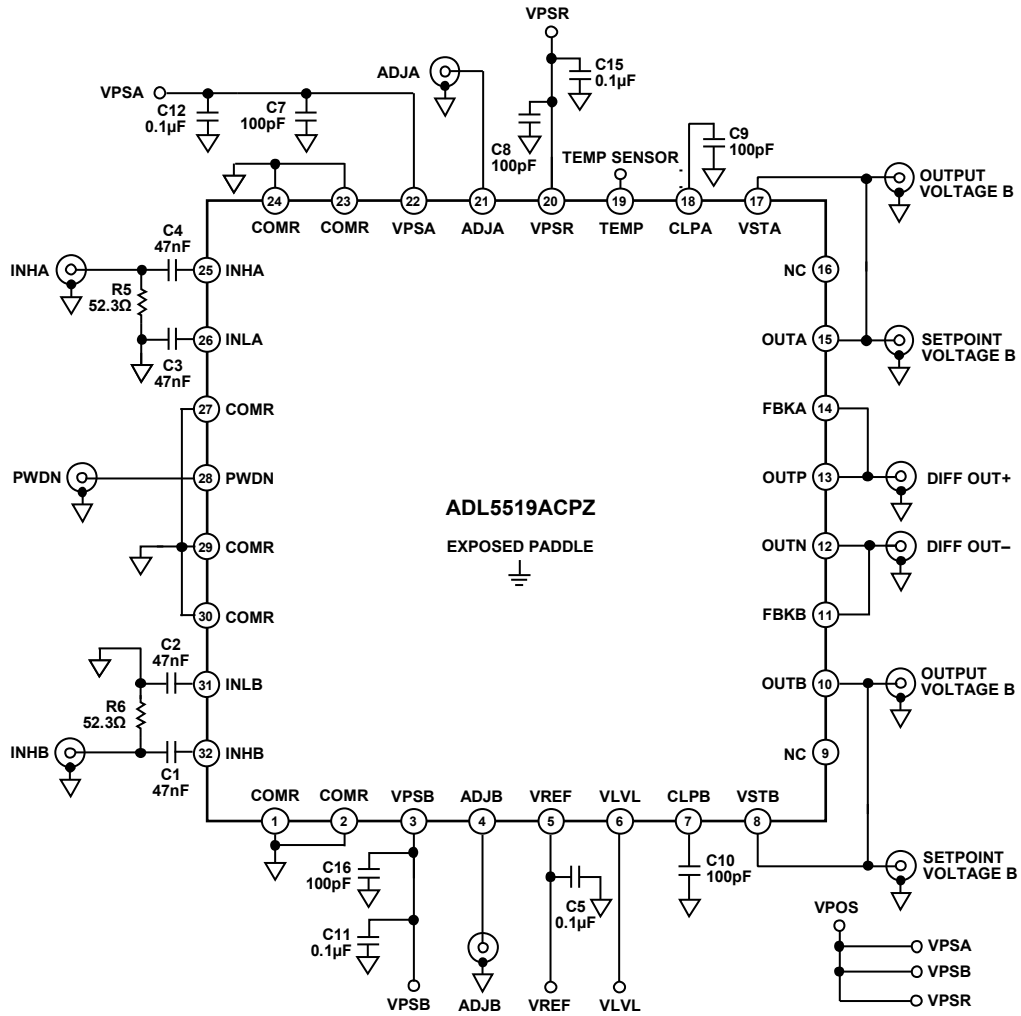 VPSR
C15
0.1µF
ADJA
VPSA
C12
0.1µF
C7
100pF
C8
100pF
TEMP SENSOR
C9
100pF
OUTPUT
VOLTAGE B
24
23
22
21
20
19
18
17
COMR
COMR
VPSA
ADJA
VPSR
TEMP
CLPA
VSTA
C4
47nF
INHA
25
INHA
NC
16
R5
52.3Ω
26
INLA
OUTA
15
SETPOINT
VOLTAGE B
C3
47nF
27
COMR
FBKA
14
PWDN
28
PWDN
OUTP
13
DIFF OUT+
ADL5519ACPZ
EXPOSED PADDLE
29
COMR
OUTN
12
DIFF OUT–
30
COMR
FBKB
11
C2
47nF
31
INLB
OUTB
10
OUTPUT
VOLTAGE B
R6
52.3Ω
INHB
32
INHB
NC
9
C1
47nF
COMR
COMR
VPSB
ADJB
VREF
VLVL
CLPB
VSTB
1
2
3
4
5
6
7
8
C16
100pF
C10
100pF
SETPOINT
VOLTAGE B
C5
0.1µF
C11
0.1µF
VPOS
VPSA
VPSB
VPSR
VPSB
ADJB
VREF
VLVL